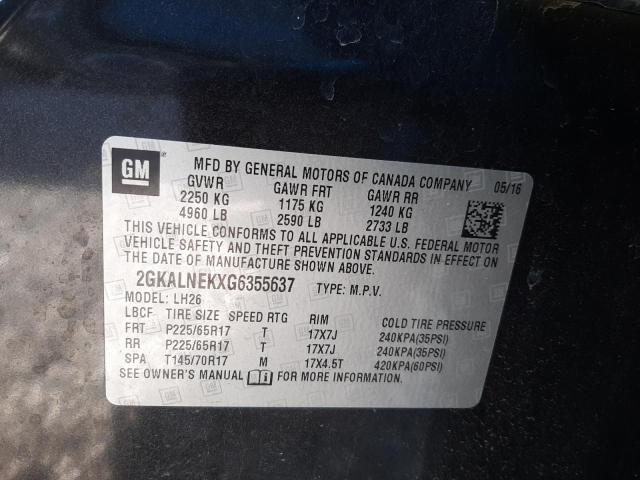 GM
MFD BY GENERAL MOTORS OF CANADA COMPANY 05/16
GVWR GAWR FRT GAWR RR
2250 KG 1175 KG 1240 KG
4960 LB 2590 LB 2733 LB
THIS VEHICLE CONFORMS TO ALL APPLICABLE U.S. FEDERAL MOTOR
VEHICLE SAFETY AND THEFT PREVENTION STANDARDS IN EFFECT ON
THE DATE OF MANUFACTURE SHOWN ABOVE.
2GKALNEKXG6355637 TYPE: M.P.V.
MODEL: LH26
LBCF TIRE SIZE SPEED RTG RIM COLD TIRE PRESSURE
FRT P225/65R17 T 17X7J 240KPA(35PSI)
RR P225/65R17 T 17X7J 240KPA(35PSI)
SPA T145/70R17 M 17X4.5T 420KPA(60PSI)
SEE OWNER'S MANUAL FOR MORE INFORMATION.